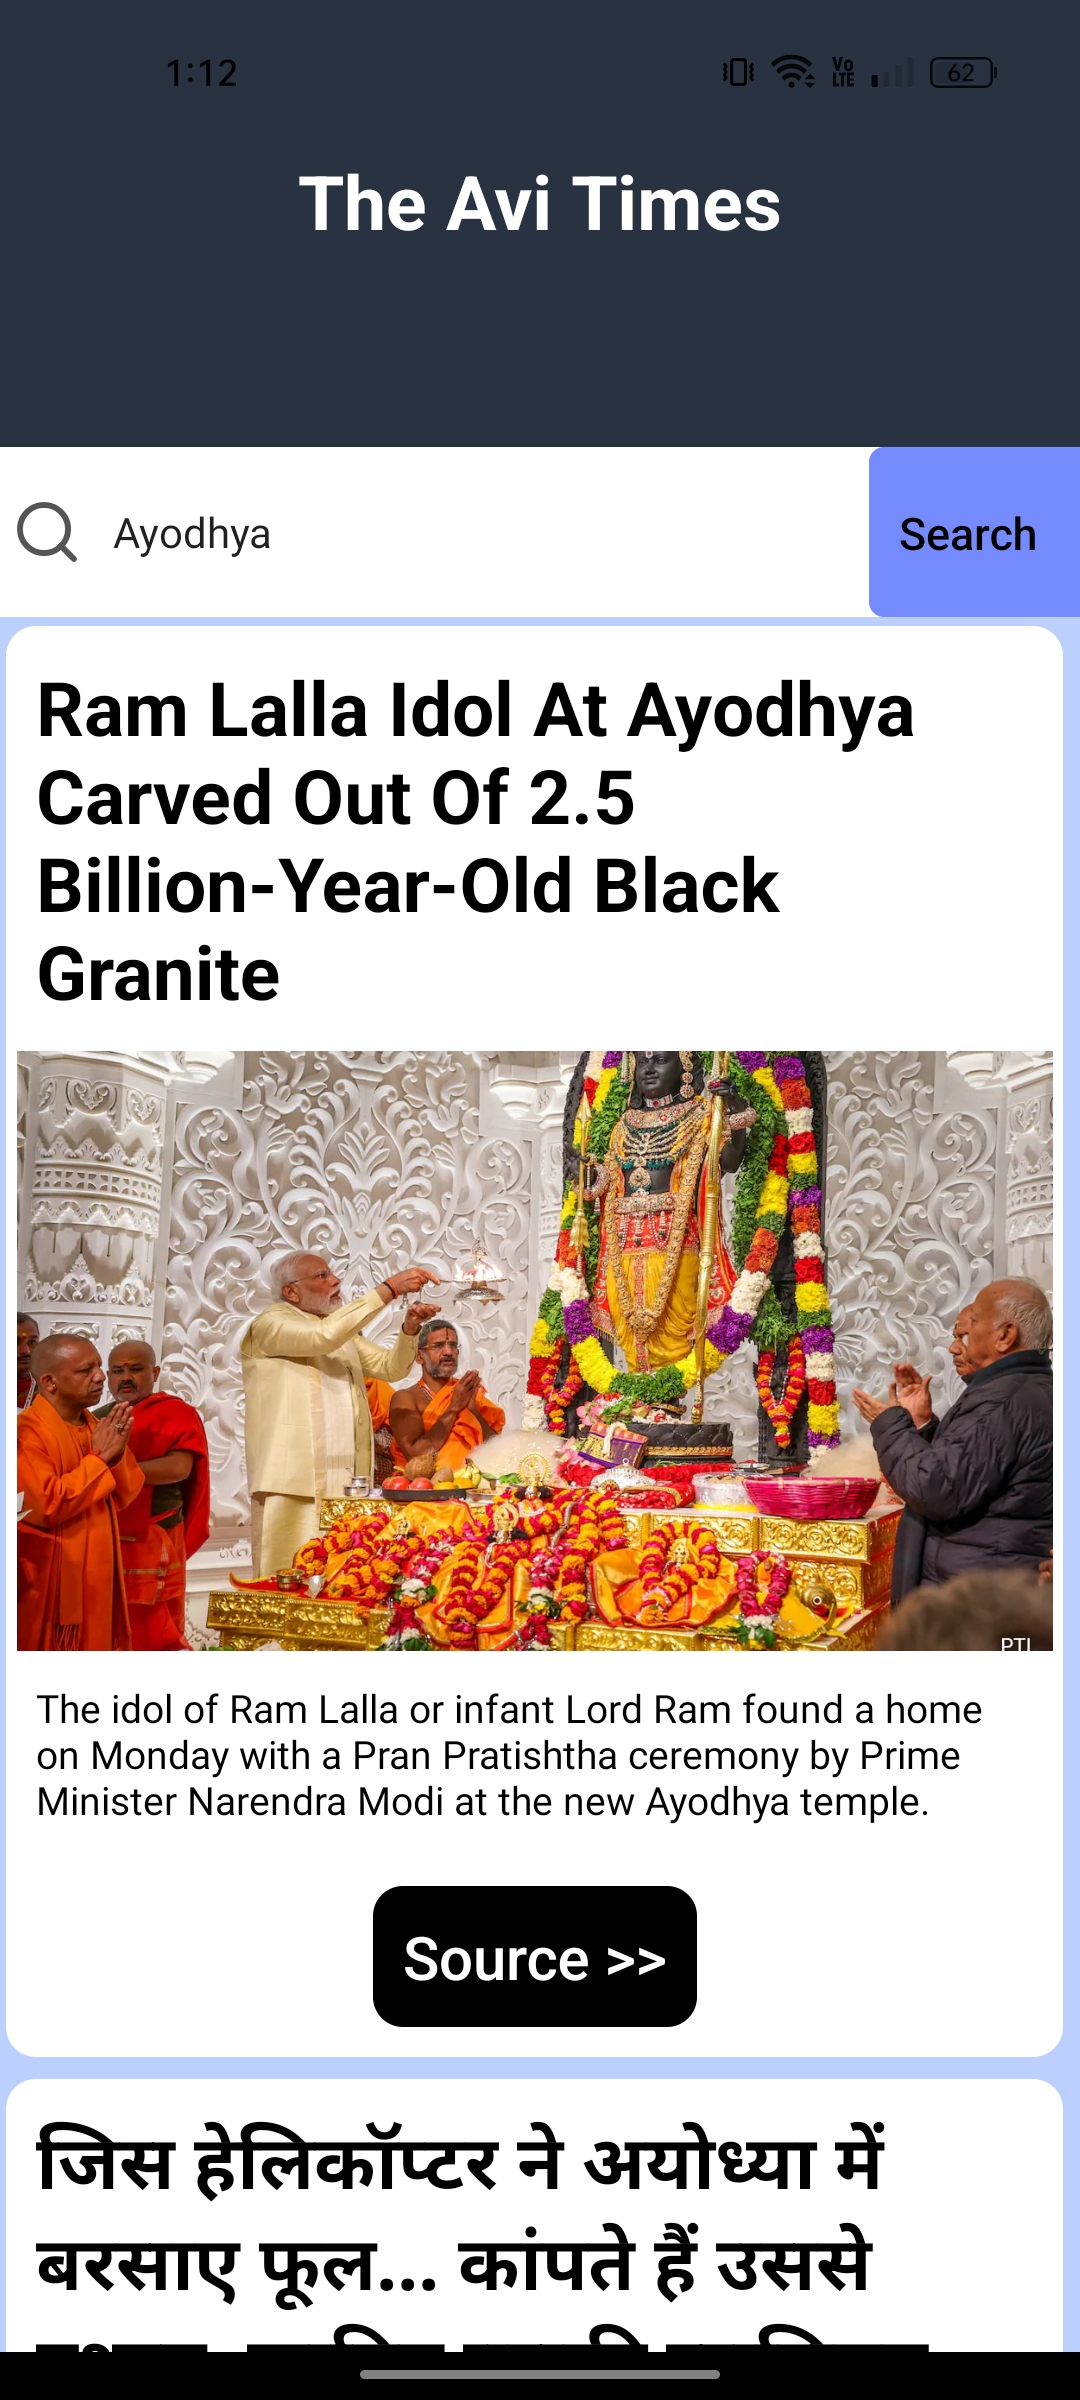 1:12
Vo
LTE
62
The Avi Times
Ayodhya
Search
Ram Lalla Idol At Ayodhya
Carved Out Of 2.5
Billion-Year-Old Black
Granite
PTI
The idol of Ram Lalla or infant Lord Ram found a home
on Monday with a Pran Pratishtha ceremony by Prime
Minister Narendra Modi at the new Ayodhya temple.
Source >>
जिस हेलिकॉप्टर ने अयोध्या में
बरसाए फूल... कांपते हैं उससे